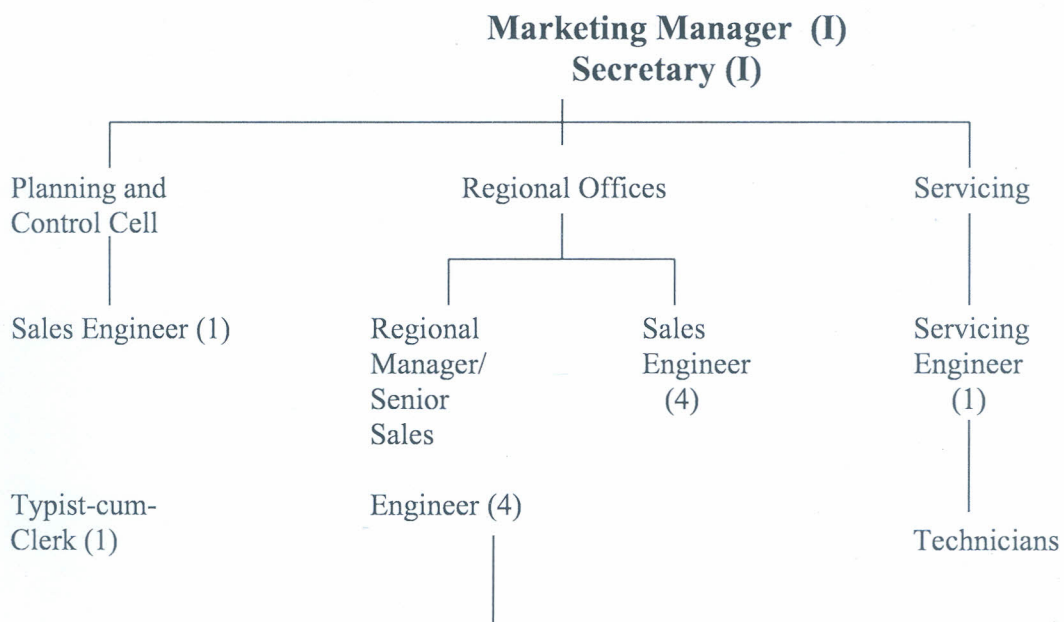 Marketing Manager (I)
Secretary (I)
Planning and
Control Cell
Regional Offices
Servicing
Sales Engineer (1)
Regional
Manager/
Senior
Sales
Sales
Engineer
(4)
Servicing
Engineer
(1)
Typist-cum-
Clerk (1)
Engineer (4)
Technicians